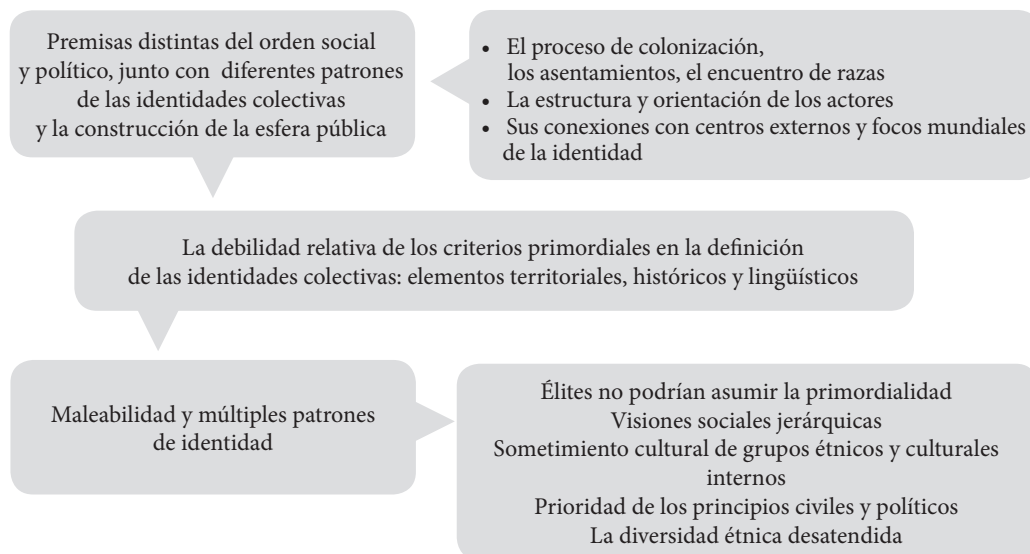 Premisas distintas del orden social
y político, junto con diferentes patrones
de las identidades colectivas
y la construcción de la esfera pública
• El proceso de colonización,
los asentamientos, el encuentro de razas
• La estructura y orientación de los actores
• Sus conexiones con centros externos y focos mundiales
de la identidad
La debilidad relativa de los criterios primordiales en la definición
de las identidades colectivas: elementos territoriales, históricos y lingüísticos
Maleabilidad y múltiples patrones
de identidad
Élites no podrían asumir la primordialidad
Visiones sociales jerárquicas
Sometimiento cultural de grupos étnicos y culturales
internos
Prioridad de los principios civiles y políticos
La diversidad étnica desatendida